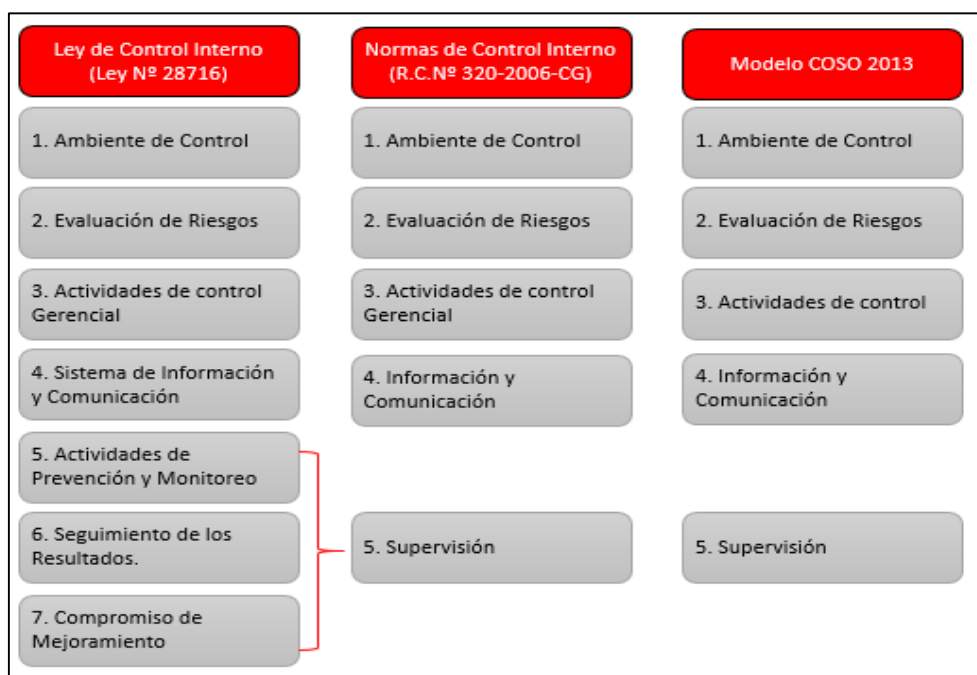 Ley de Control Interno
(Ley Nº 28716)
1. Ambiente de Control
2. Evaluación de Riesgos
3. Actividades de control
Gerencial
4. Sistema de Información
y Comunicación
5. Actividades de
Prevención y Monitoreo
6. Seguimiento de los
Resultados.
7. Compromiso de
Mejoramiento
Normas de Control Interno
(R.C.Nº 320-2006-CG)
1. Ambiente de Control
2. Evaluación de Riesgos
3. Actividades de control
Gerencial
4. Información y
Comunicación
5. Supervisión
Modelo COSO 2013
1. Ambiente de Control
2. Evaluación de Riesgos
3. Actividades de control
4. Información y
Comunicación
5. Supervisión